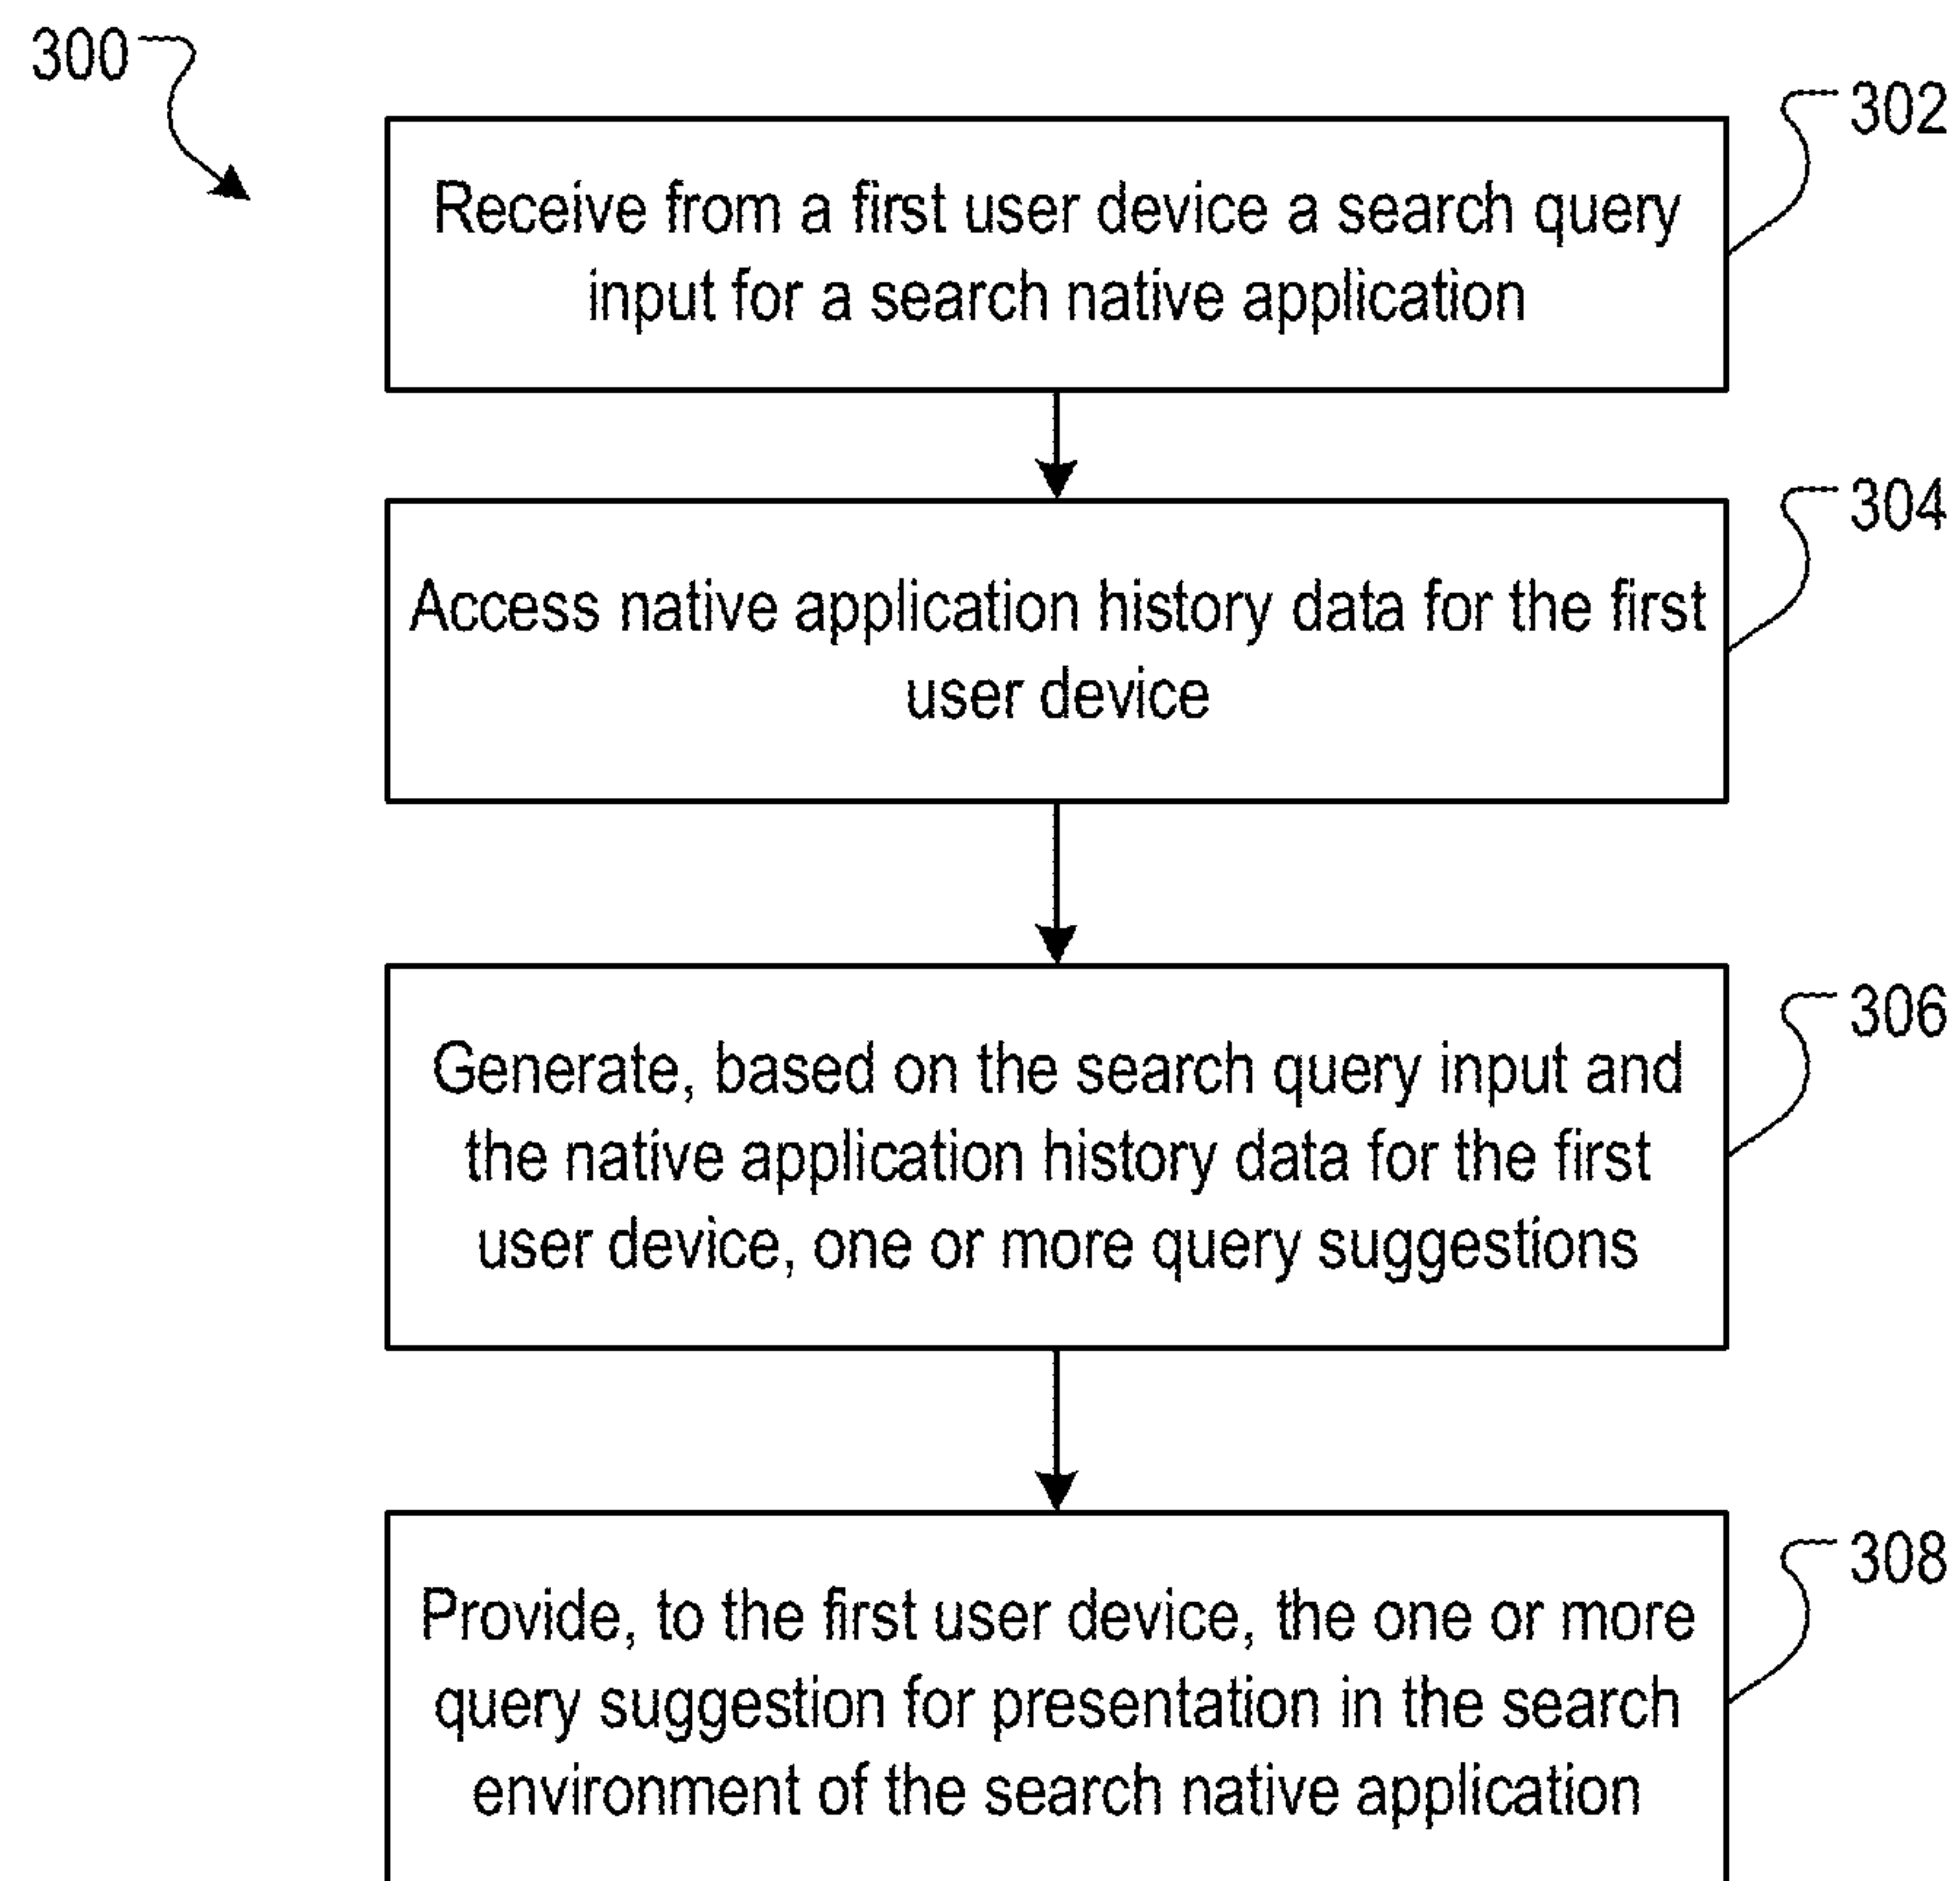 300
302
Receive from a first user device a search query
input for a search native application
304
Access native application history data for the first
user device
306
Generate, based on the search query input and
the native application history data for the first
user device, one or more query suggestions
308
Provide, to the first user device, the one or more
query suggestion for presentation in the search
environment of the search native application